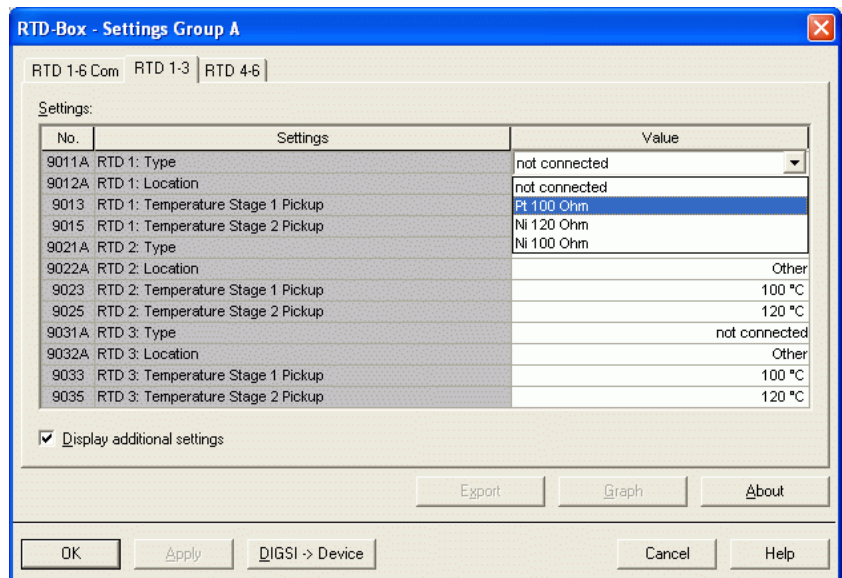 RTD-Box - Settings Group A
RTD 1-6 Com RTD 1-3 RTD 4-6
Settings:
No. Settings Value
9011A RTD 1: Type not connected
9012A RTD 1: Location not connected
9013 RTD 1: Temperature Stage 1 Pickup Pt 100 Ohm
9015 RTD 1: Temperature Stage 2 Pickup Ni 120 Ohm
9021A RTD 2: Type Ni 100 Ohm
9022A RTD 2: Location Other
9023 RTD 2: Temperature Stage 1 Pickup 100 °C
9025 RTD 2: Temperature Stage 2 Pickup 120 °C
9031A RTD 3: Type not connected
9032A RTD 3: Location Other
9033 RTD 3: Temperature Stage 1 Pickup 100 °C
9035 RTD 3: Temperature Stage 2 Pickup 120 °C
Display additional settings
Export Graph About
OK Apply DIGSI -> Device Cancel Help